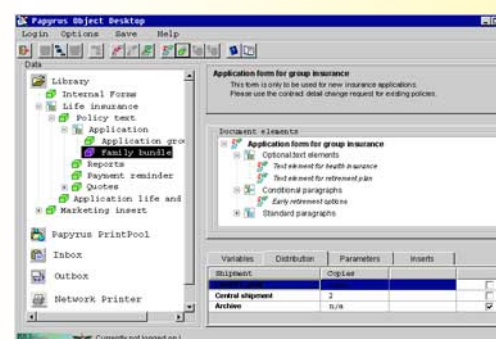 Papyrus Object Desktop
Login Options Save Help
Data
Library
Internal Forms
Life insurance
Policy text
Application
Application gro
Family bundle
Reports
Payment reminder
Quotes
Application life and
Marketing insert
Papyrus PrintPool
Inbox
Outbox
Network Printer
Application form for group insurance
This form is only to be used for new insurance applications.
Please use the contract detail change request for existing policies.
Document elements
Application form for group insurance
Optional text elements
Text element for health insurance
Text element for retirement plan
Conditional paragraphs
Early retirement options
Standard paragraphs
Variables Distribution Parameters Inserts
Shipment Copies
Central shipment 2
Archive n/a
Currently not logged on